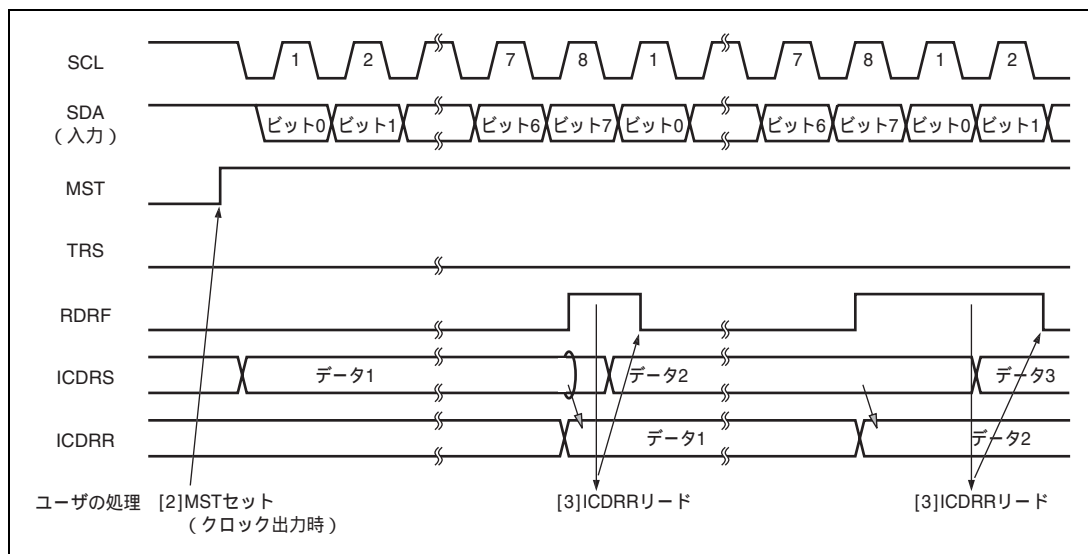 SCL 1 2 7 8 1 7 8 1 2
SDA
(入力)
ビット0 ビット1 ビット6 ビット7 ビット0 ビット6 ビット7 ビット0 ビット1
MST
TRS
RDRF
ICDRS データ1 データ2 データ3
ICDRR データ1 データ2
ユーザの処理 [2]MSTセット [3]ICDRRリード [3]ICDRRリード
(クロック出力時)